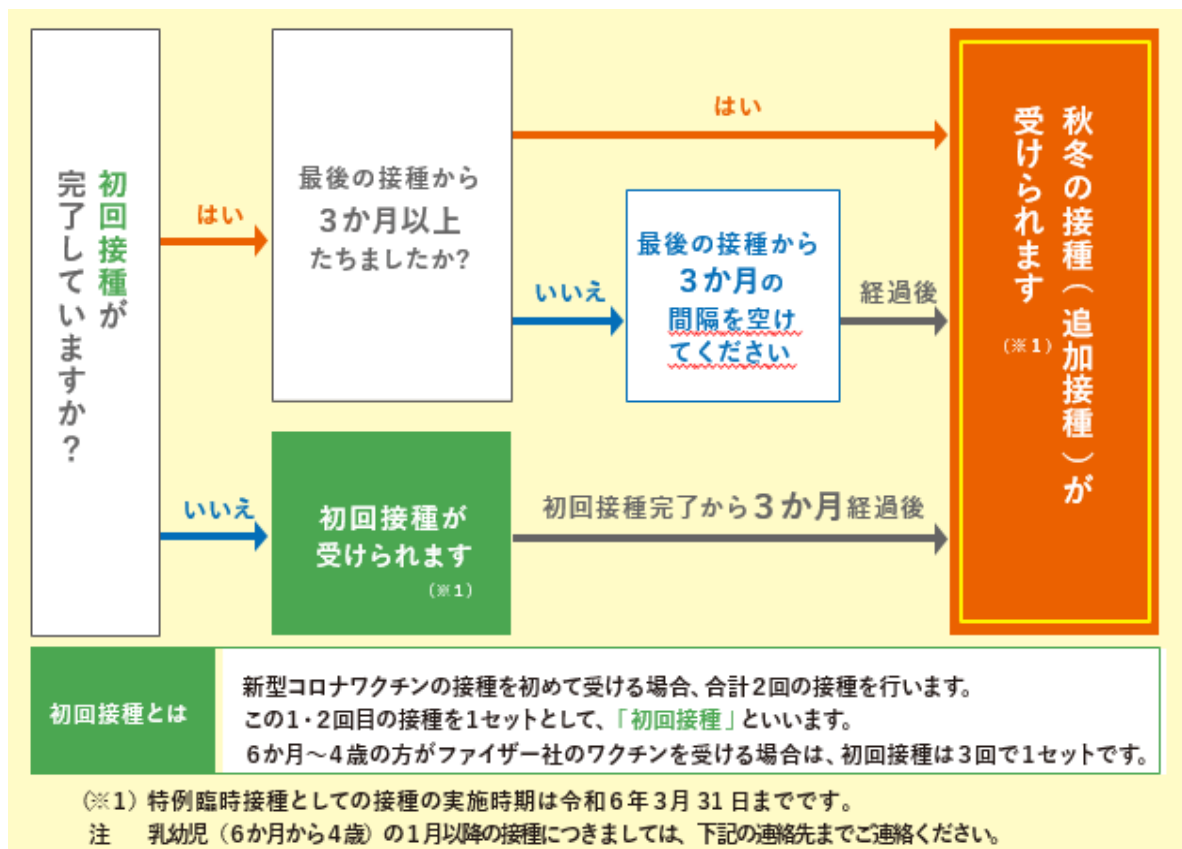 初回接種が
完了していますか？
はい
いいえ
最後の接種から
３か月以上
たちましたか？
はい
いいえ
最後の接種から
３か月の
間隔を空け
てください
経過後
初回接種が
受けられます
（※１）
初回接種完了から３か月経過後
秋冬の接種（追加接種）が
受けられます
（※１）
初回接種とは
新型コロナワクチンの接種を初めて受ける場合、合計２回の接種を行います。
この１・２回目の接種を１セットとして、「初回接種」といいます。
６か月～４歳の方がファイザー社のワクチンを受ける場合は、初回接種は３回で１セットです。
（※１）特例臨時接種としての接種の実施時期は令和６年３月 31 日までです。
注　乳幼児（６か月から４歳）の１月以降の接種につきましては、下記の連絡先までご連絡ください。